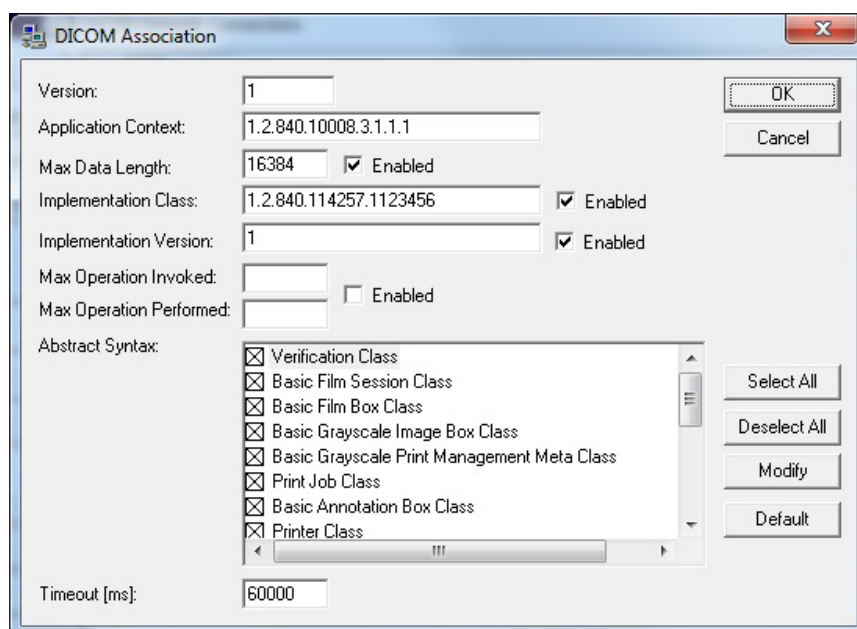 DICOM Association
Version: 1
OK
Application Context: 1.2.840.10008.3.1.1.1
Cancel
Max Data Length: 16384 Enabled
Implementation Class: 1.2.840.114257.1123456 Enabled
Implementation Version: 1 Enabled
Max Operation Invoked:
Enabled
Max Operation Performed:
Abstract Syntax:
Verification Class
Basic Film Session Class
Basic Film Box Class
Basic Grayscale Image Box Class
Basic Grayscale Print Management Meta Class
Print Job Class
Basic Annotation Box Class
Printer Class
Select All
Deselect All
Modify
Default
Timeout [ms]: 60000